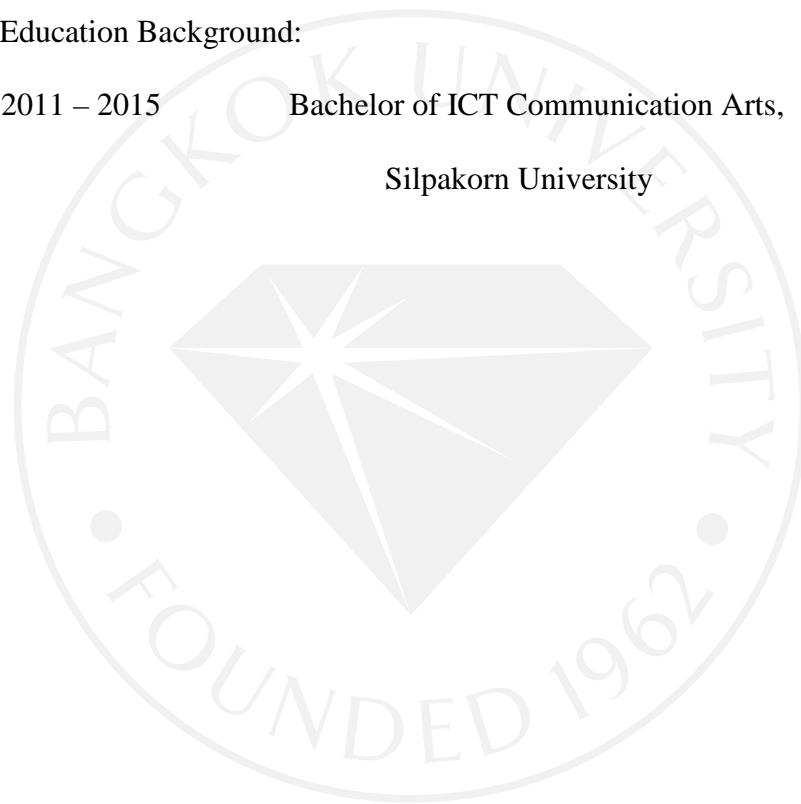 Education Background:
2011 – 2015 Bachelor of ICT Communication Arts,
Silpakorn University
BANGKOK UNIVERSITY
FOUNDED 1962